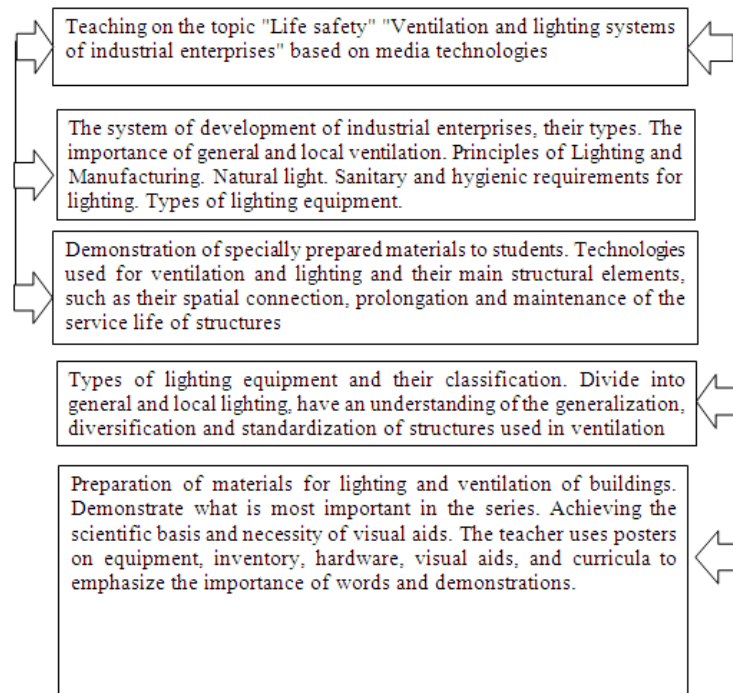 Teaching on the topic "Life safety" "Ventilation and lighting systems
of industrial enterprises" based on media technologies
The system of development of industrial enterprises, their types. The
importance of general and local ventilation. Principles of Lighting and
Manufacturing. Natural light. Sanitary and hygienic requirements for
lighting. Types of lighting equipment.
Demonstration of specially prepared materials to students. Technologies
used for ventilation and lighting and their main structural elements,
such as their spatial connection, prolongation and maintenance of the
service life of structures
Types of lighting equipment and their classification. Divide into
general and local lighting, have an understanding of the generalization,
diversification and standardization of structures used in ventilation
Preparation of materials for lighting and ventilation of buildings.
Demonstrate what is most important in the series. Achieving the
scientific basis and necessity of visual aids. The teacher uses posters
on equipment, inventory, hardware, visual aids, and curricula to
emphasize the importance of words and demonstrations.